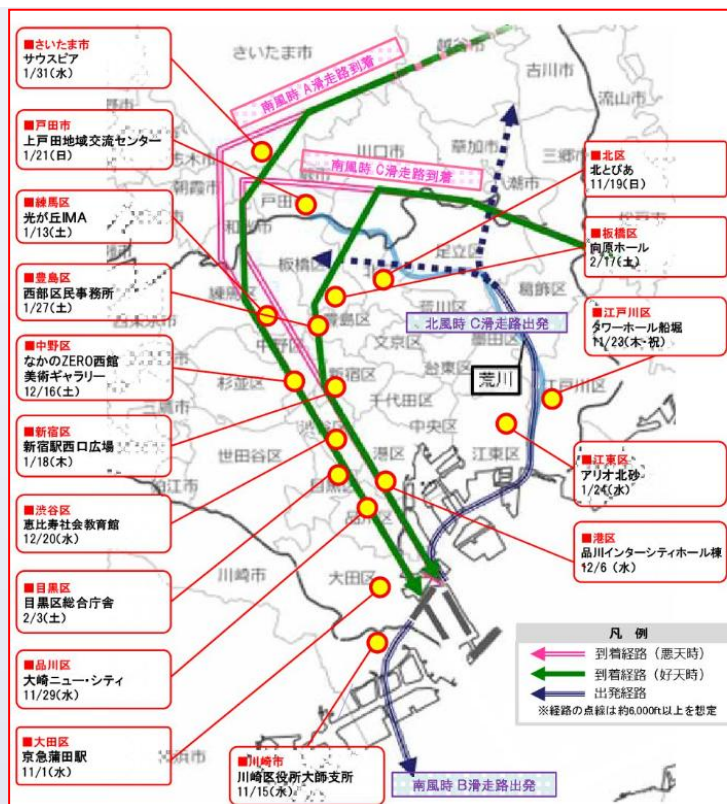 ■さいたま市
サウスピア
1/31(水)
■戸田市
上戸田地域交流センター
1/21(日)
■練馬区
光が丘IMA
1/13(土)
■豊島区
西部区民事務所
1/27(土)
■中野区
なかのZERO西館
美術ギャラリー
12/16(土)
■新宿区
新宿駅西口広場
1/18(木)
■渋谷区
恵比寿社会教育館
12/20(水)
■目黒区
目黒区総合庁舎
2/3(土)
■品川区
大崎ニュー・シティ
11/29(水)
■大田区
京急蒲田駅
11/1(水)
■川崎市
川崎区役所大師支所
11/15(水)
■北区
北とぴあ
11/19(日)
■板橋区
向原ホール
2/17(土)
■江戸川区
タワーホール船堀
11/23(木・祝)
■江東区
アリオ北砂
1/24(水)
■港区
品川インターシティホール棟
12/6 (水)
南風時 A滑走路到着
南風時 C滑走路到着
北風時 C滑走路出発
南風時 B滑走路出発
荒川
さいたま市
越谷市
吉川市
流山市
川口市
草加市
三郷市
八潮市
朝霞市
戸田
和光市
板橋区
足立区
葛飾区
練馬区
豊島区
荒川区
文京区
墨田区
台東区
中野区
杉並区
新宿区
千代田区
中央区
江戸川区
江東区
渋谷区
世田谷区
港区
目黒区
品川区
大田区
川崎市
凡 例
到着経路（悪天時）
到着経路（好天時）
出発経路
※経路の点線は約6,000ft以上を想定